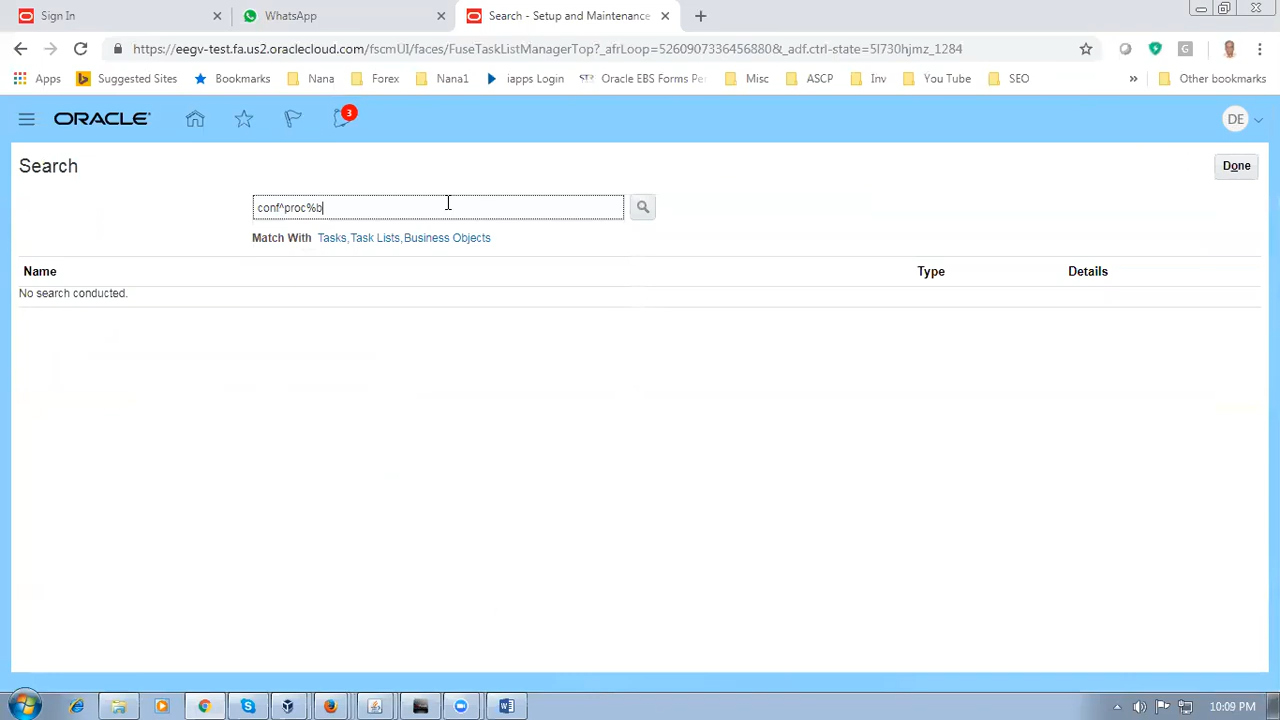 Sign In
WhatsApp
Search - Setup and Maintenance
https://eegv-test.fa.us2.oraclecloud.com/fscmUI/faces/FuseTaskListManagerTop?_afrLoop=52609073364568​80&_adf.ctrl-state=5l730hjmz_1284
Apps Suggested Sites Bookmarks Nana Forex Nana1 iapps Login Oracle EBS Forms Pe Misc ASCP Inv You Tube SEO » Other bookmarks
ORACLE 3 DE
Search
Done
conf^proc%b
Match With Tasks, Task Lists, Business Objects
Name Type Details
No search conducted.
10:09 PM